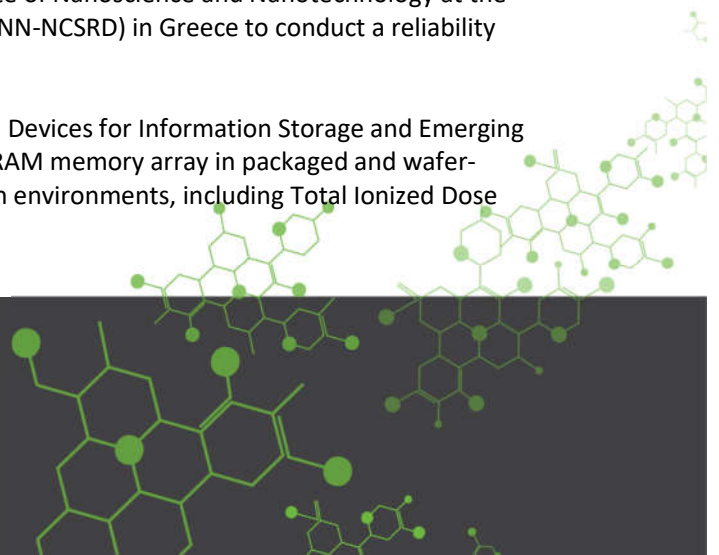 ce of Nanoscience and Nanotechnology at the
NN-NCSRD) in Greece to conduct a reliability
Devices for Information Storage and Emerging
RAM memory array in packaged and wafer-
n environments, including Total Ionized Dose